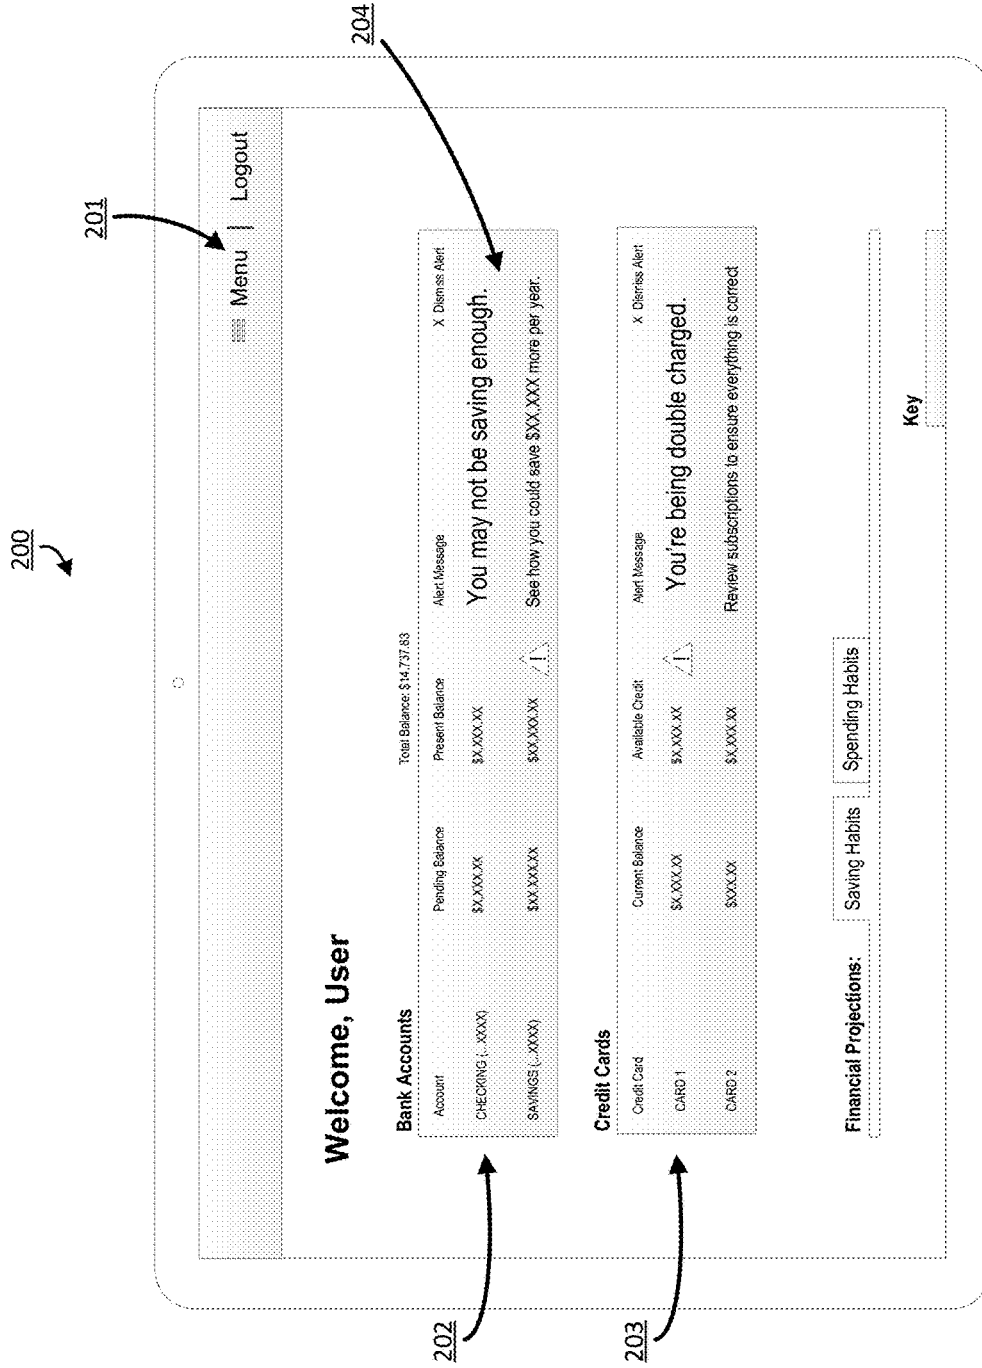 200
201
204
Menu | Logout
Welcome, User
Bank Accounts
Total Balance: $14,737.83
Account Pending Balance Present Balance Alert Message X Dismiss Alert
CHECKING (...XXXX) $X,XXX.XX $X,XXX.XX You may not be saving enough.
SAVINGS (...XXXX) $XX,XXX.XX $XX,XXX.XX ! See how you could save $XX,XXX more per year.
202
Credit Cards
Credit Card Current Balance Available Credit Alert Message X Dismiss Alert
CARD 1 $X,XXX.XX $X,XXX.XX ! You're being double charged.
CARD 2 $XXX.XX $X,XXX.XX Review subscriptions to ensure everything is correct
203
Financial Projections: Saving Habits Spending Habits
Key